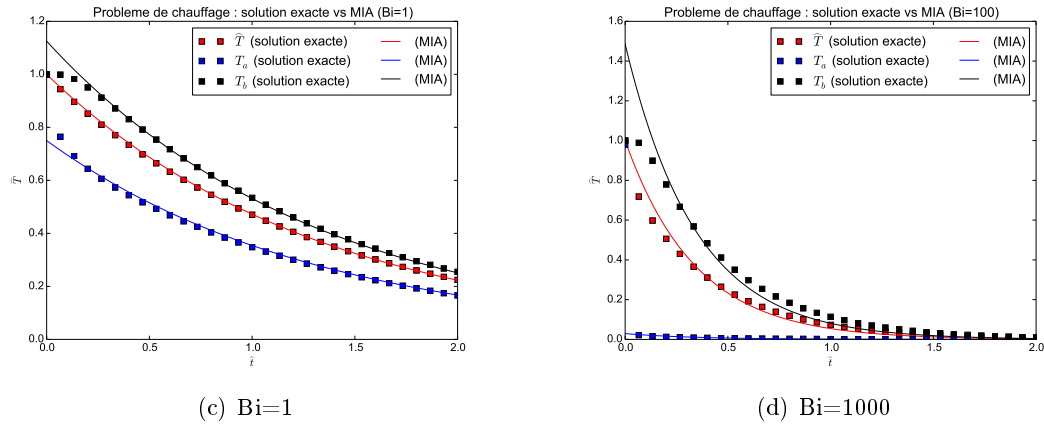 Probleme de chauffage : solution exacte vs MIA (Bi=1)
T̂ (solution exacte) (MIA)
T_a (solution exacte) (MIA)
T_b (solution exacte) (MIA)
1.2
1.0
0.8
0.6
0.4
0.2
0.0
T̂
0.0 0.5 1.0 1.5 2.0
t̂
(c) Bi=1
Probleme de chauffage : solution exacte vs MIA (Bi=100)
T̂ (solution exacte) (MIA)
T_a (solution exacte) (MIA)
T_b (solution exacte) (MIA)
1.6
1.4
1.2
1.0
0.8
0.6
0.4
0.2
0.0
T̂
0.0 0.5 1.0 1.5 2.0
t̂
(d) Bi=1000